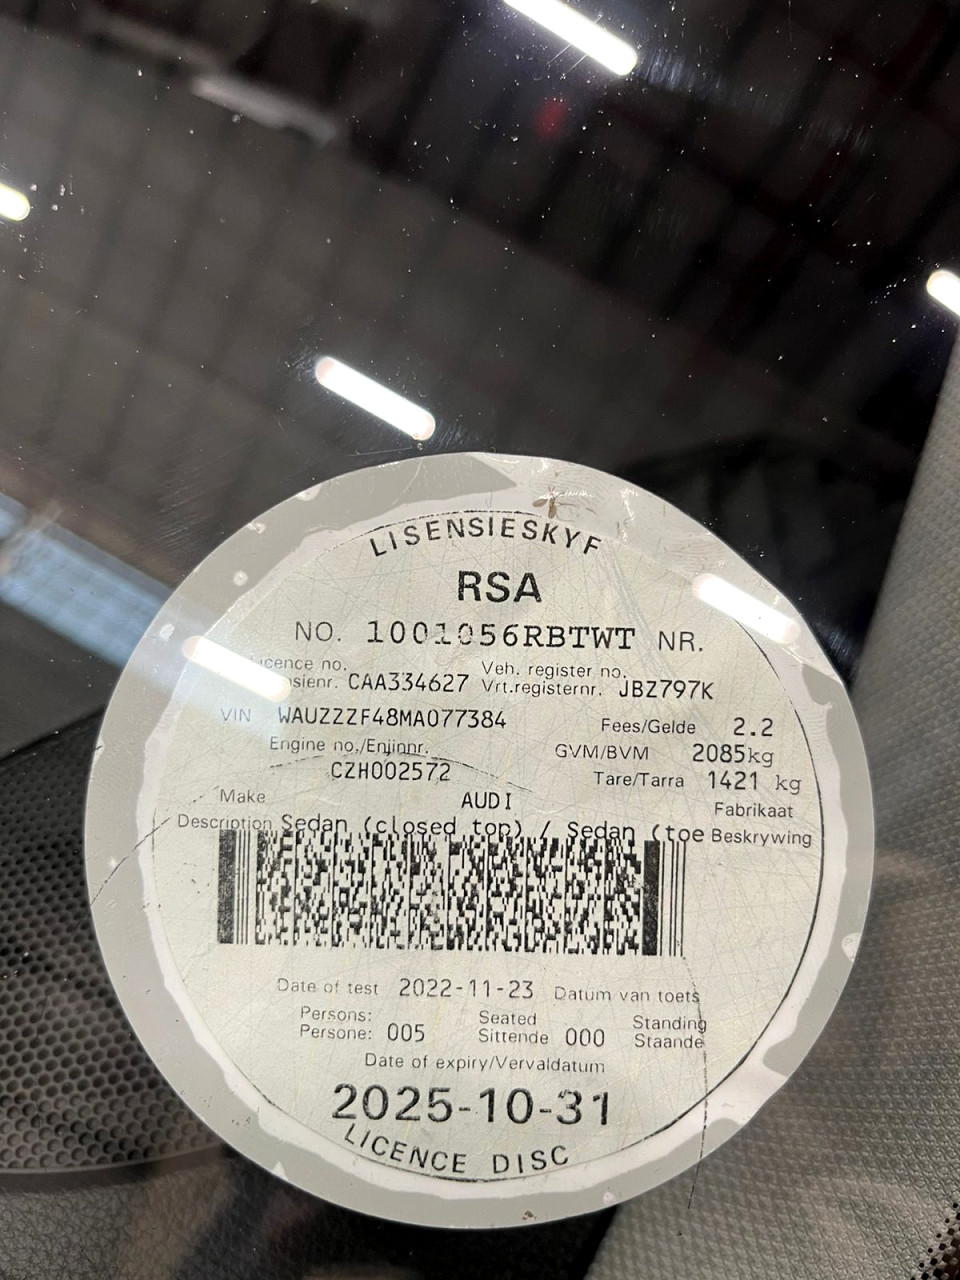 LISENSIESKYF
RSA
NO. 1001056RBTWT NR.
icence no. Veh. register no.
sienr. CAA334627 Vrt.registernr. JBZ797K
VIN WAUZZZF48MA077384 Fees/Gelde 2.2
Engine no./Enjinnr. GVM/BVM 2085kg
CZH002572 Tare/Tarra 1421 kg
Make AUDI Fabrikaat
Description Sedan (closed top) / Sedan (toe Beskrywing
Date of test 2022-11-23 Datum van toets
Persons: Seated Standing
Persone: 005 Sittende 000 Staande
Date of expiry/Vervaldatum
2025-10-31
LICENCE DISC